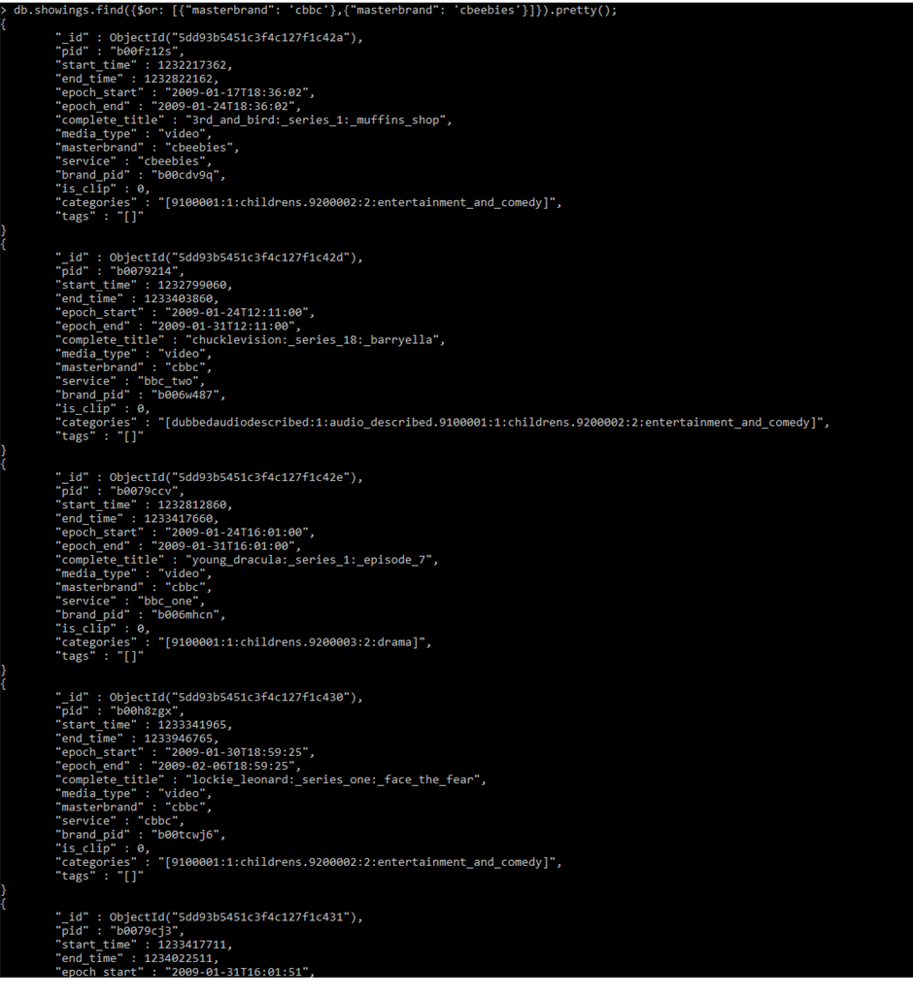 > db.showings.find({$or: [{"masterbrand": 'cbbc'},{"masterbrand": 'cbeebies'}]}).pretty();
{
"_id" : ObjectId("5dd93b5451c3f4c127f1c42a"),
"pid" : "b00fz12s",
"start_time" : 1232217362,
"end_time" : 1232822162,
"epoch_start" : "2009-01-17T18:36:02",
"epoch_end" : "2009-01-24T18:36:02",
"complete_title" : "3rd_and_bird:_series_1:_muffins_shop",
"media_type" : "video",
"masterbrand" : "cbeebies",
"service" : "cbeebies",
"brand_pid" : "b00cdv9q",
"is_clip" : 0,
"categories" : "[9100001:1:childrens.9200002:2:entertainment_and_comedy]",
"tags" : "[]"
}
{
"_id" : ObjectId("5dd93b5451c3f4c127f1c42d"),
"pid" : "b0079214",
"start_time" : 1232799060,
"end_time" : 1233403860,
"epoch_start" : "2009-01-24T12:11:00",
"epoch_end" : "2009-01-31T12:11:00",
"complete_title" : "chucklevision:_series_18:_barryella",
"media_type" : "video",
"masterbrand" : "cbbc",
"service" : "bbc_two",
"brand_pid" : "b006w487",
"is_clip" : 0,
"categories" : "[dubbedaudiodescribed:1:audio_described.9100001:1:childrens.9200002:2:entertainment_and_comedy]",
"tags" : "[]"
}
{
"_id" : ObjectId("5dd93b5451c3f4c127f1c42e"),
"pid" : "b0079ccv",
"start_time" : 1232812860,
"end_time" : 1233417660,
"epoch_start" : "2009-01-24T16:01:00",
"epoch_end" : "2009-01-31T16:01:00",
"complete_title" : "young_dracula:_series_1:_episode_7",
"media_type" : "video",
"masterbrand" : "cbbc",
"service" : "bbc_one",
"brand_pid" : "b006mhcn",
"is_clip" : 0,
"categories" : "[9100001:1:childrens.9200003:2:drama]",
"tags" : "[]"
}
{
"_id" : ObjectId("5dd93b5451c3f4c127f1c430"),
"pid" : "b00h8zgx",
"start_time" : 1233341965,
"end_time" : 1233946765,
"epoch_start" : "2009-01-30T18:59:25",
"epoch_end" : "2009-02-06T18:59:25",
"complete_title" : "lockie_leonard:_series_one:_face_the_fear",
"media_type" : "video",
"masterbrand" : "cbbc",
"service" : "cbbc",
"brand_pid" : "b00tcwj6",
"is_clip" : 0,
"categories" : "[9100001:1:childrens.9200002:2:entertainment_and_comedy]",
"tags" : "[]"
}
{
"_id" : ObjectId("5dd93b5451c3f4c127f1c431"),
"pid" : "b0079cj3",
"start_time" : 1233417711,
"end_time" : 1234022511,
"epoch_start" : "2009-01-31T16:01:51",